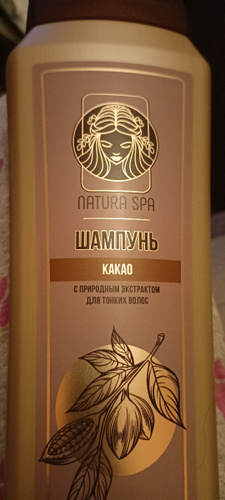 NATURA SPA
ШАМПУНЬ
КАКАО
С ПРИРОДНЫМ ЭКСТРАКТОМ
ДЛЯ ТОНКИХ ВОЛОС